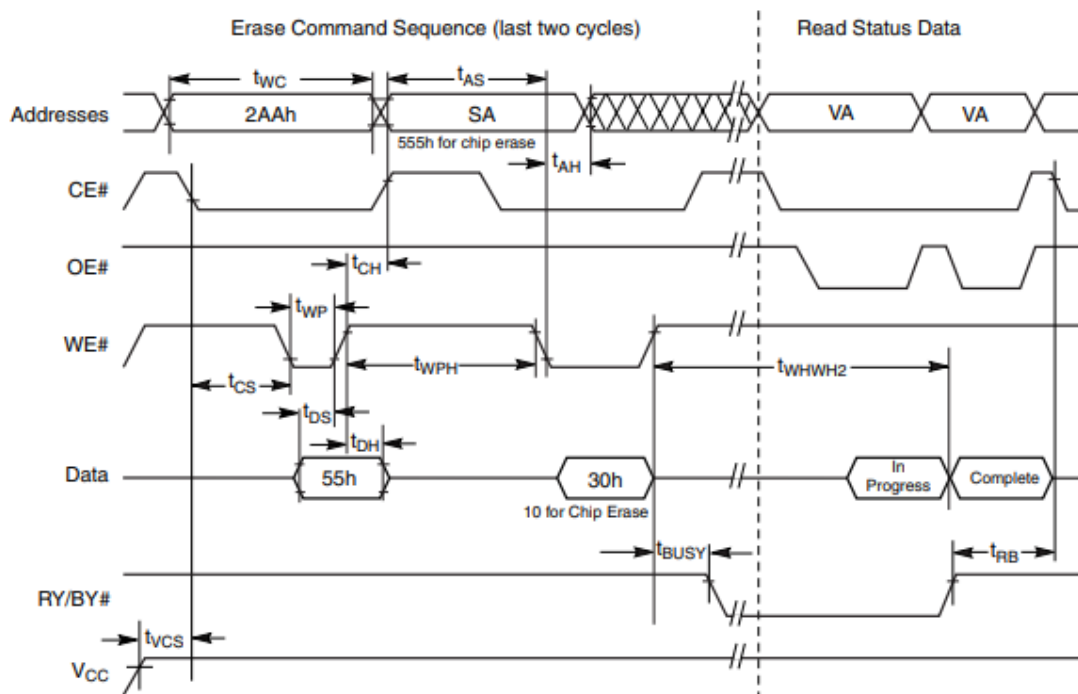 Erase Command Sequence (last two cycles) Read Status Data
tWC tAS
Addresses 2AAh SA VA VA
555h for chip erase
tAH
CE#
OE#
tCH
tWP
WE#
tWPH tWHWH2
tCS
tDS
tDH
Data 55h 30h In Progress Complete
10 for Chip Erase
tBUSY tRB
RY/BY#
tVCS
VCC